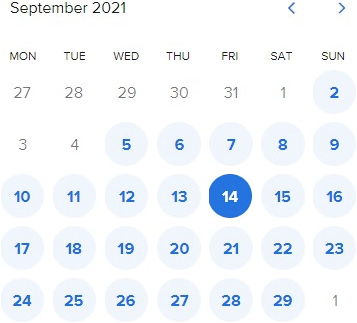 September 2021
MON TUE WED THU FRI SAT SUN
27 28 29 30 31 1 2
3 4 5 6 7 8 9
10 11 12 13 14 15 16
17 18 19 20 21 22 23
24 25 26 27 28 29 1